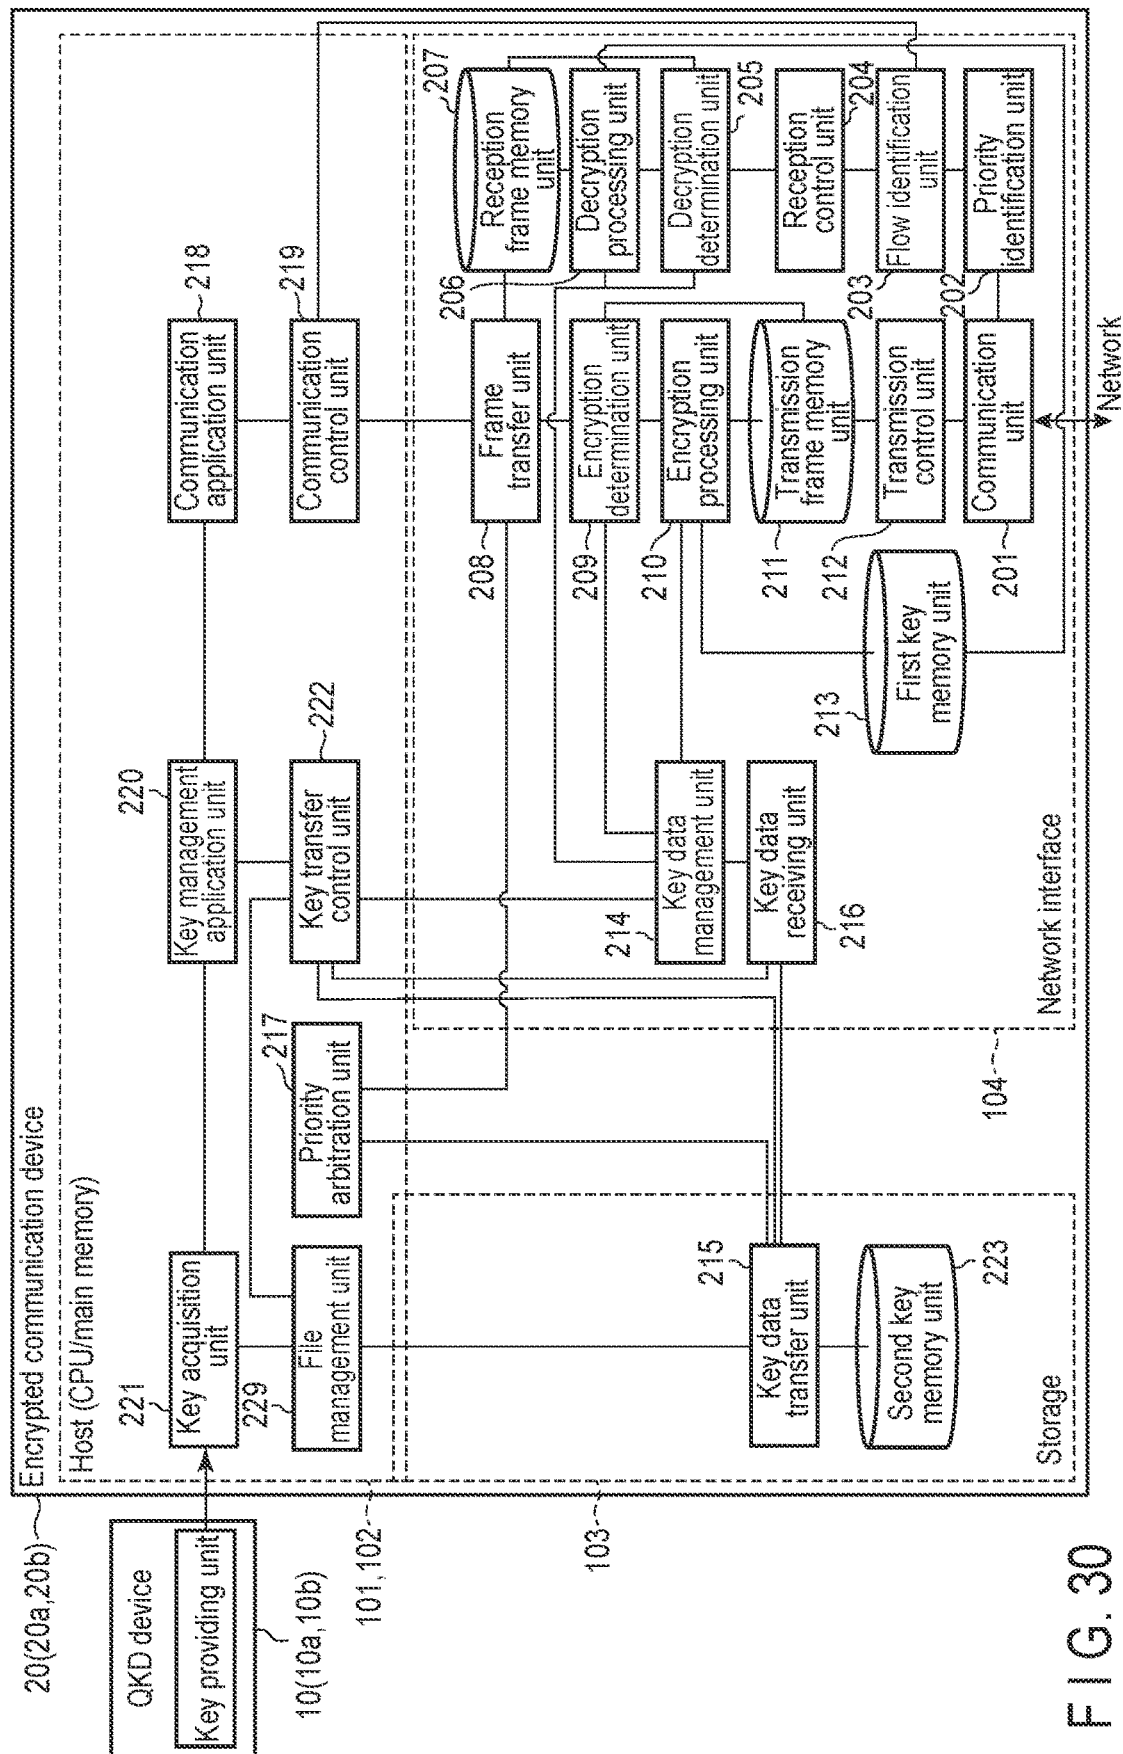 20(20a,20b)
Encrypted communication device
QKD device
Key providing unit
10(10a,10b)
Host (CPU/main memory)
101,102
221
Key acquisition
unit
220
Key management
application unit
218
Communication
application unit
229
File
management unit
217
Priority
arbitration unit
222
Key transfer
control unit
219
Communication
control unit
103
215
Key data
transfer unit
223
Second key
memory unit
Storage
104
Network interface
214
Key data
management unit
216
Key data
receiving unit
213
First key
memory unit
208
Frame
transfer unit
209
Encryption
determination unit
210
Encryption
processing unit
211
Transmission
frame memory
unit
212
Transmission
control unit
201
Communication
unit
Network
207
Reception
frame memory
unit
206
Decryption
processing unit
205
Decryption
determination unit
204
Reception
control unit
203
Flow identification
unit
202
Priority
identification unit
FIG. 30